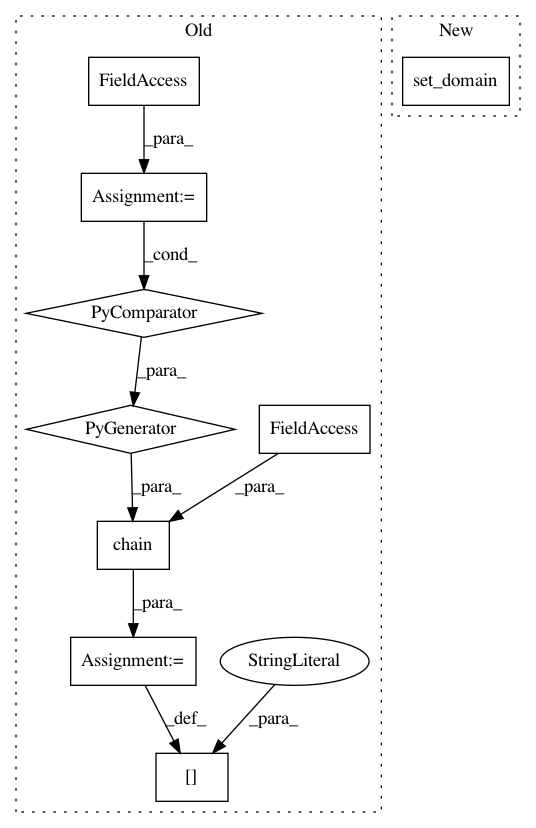 Old
New
FieldAccess
set_domain
_para_
Assignment:=
_cond_
PyComparator
_para_
PyGenerator
FieldAccess
_para_
_para_
chain
_para_
Assignment:=
StringLiteral
_def_
_para_
[]